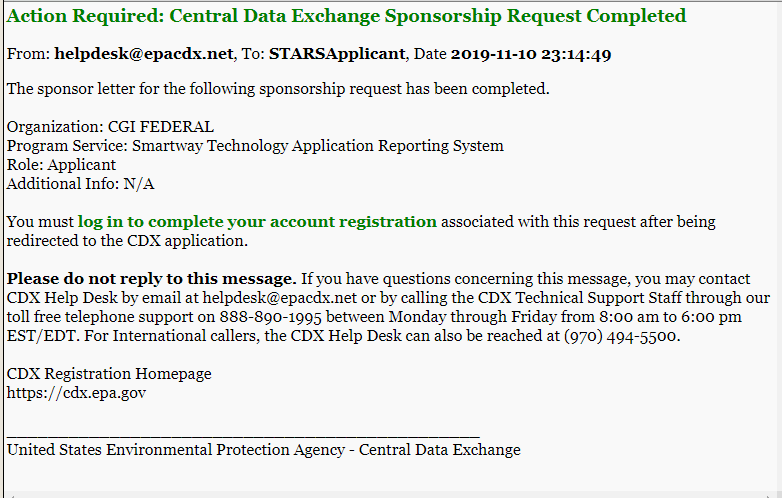 Action Required: Central Data Exchange Sponsorship Request Completed
From: helpdesk@epacdx.net, To: STARSApplicant, Date 2019-11-10 23:14:49
The sponsor letter for the following sponsorship request has been completed.
Organization: CGI FEDERAL
Program Service: Smartway Technology Application Reporting System
Role: Applicant
Additional Info: N/A
You must log in to complete your account registration associated with this request after being
redirected to the CDX application.
Please do not reply to this message. If you have questions concerning this message, you may contact
CDX Help Desk by email at helpdesk@epacdx.net or by calling the CDX Technical Support Staff through our
toll free telephone support on 888-890-1995 between Monday through Friday from 8:00 am to 6:00 pm
EST/EDT. For International callers, the CDX Help Desk can also be reached at (970) 494-5500.
CDX Registration Homepage
https://cdx.epa.gov
United States Environmental Protection Agency - Central Data Exchange